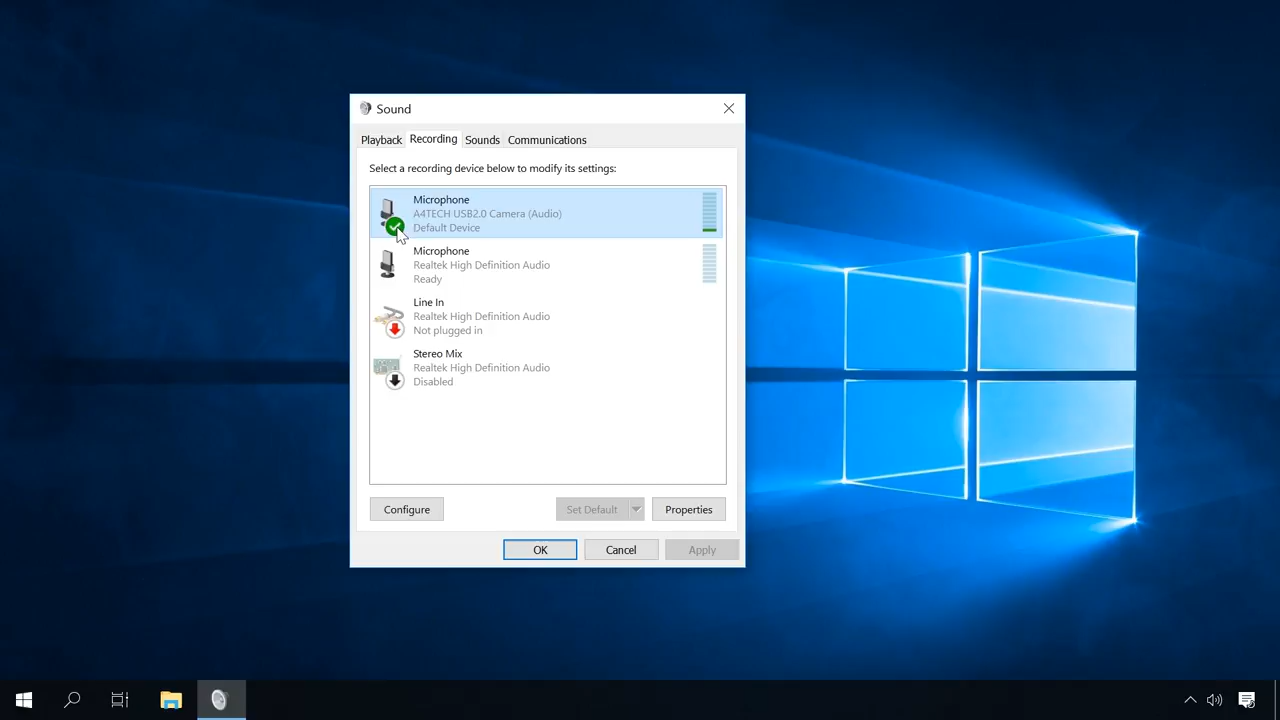 Sound
Playback Recording Sounds Communications
Select a recording device below to modify its settings:
Microphone
A4TECH USB2.0 Camera (Audio)
Default Device
Microphone
Realtek High Definition Audio
Ready
Line In
Realtek High Definition Audio
Not plugged in
Stereo Mix
Realtek High Definition Audio
Disabled
Configure Set Default Properties
OK Cancel Apply